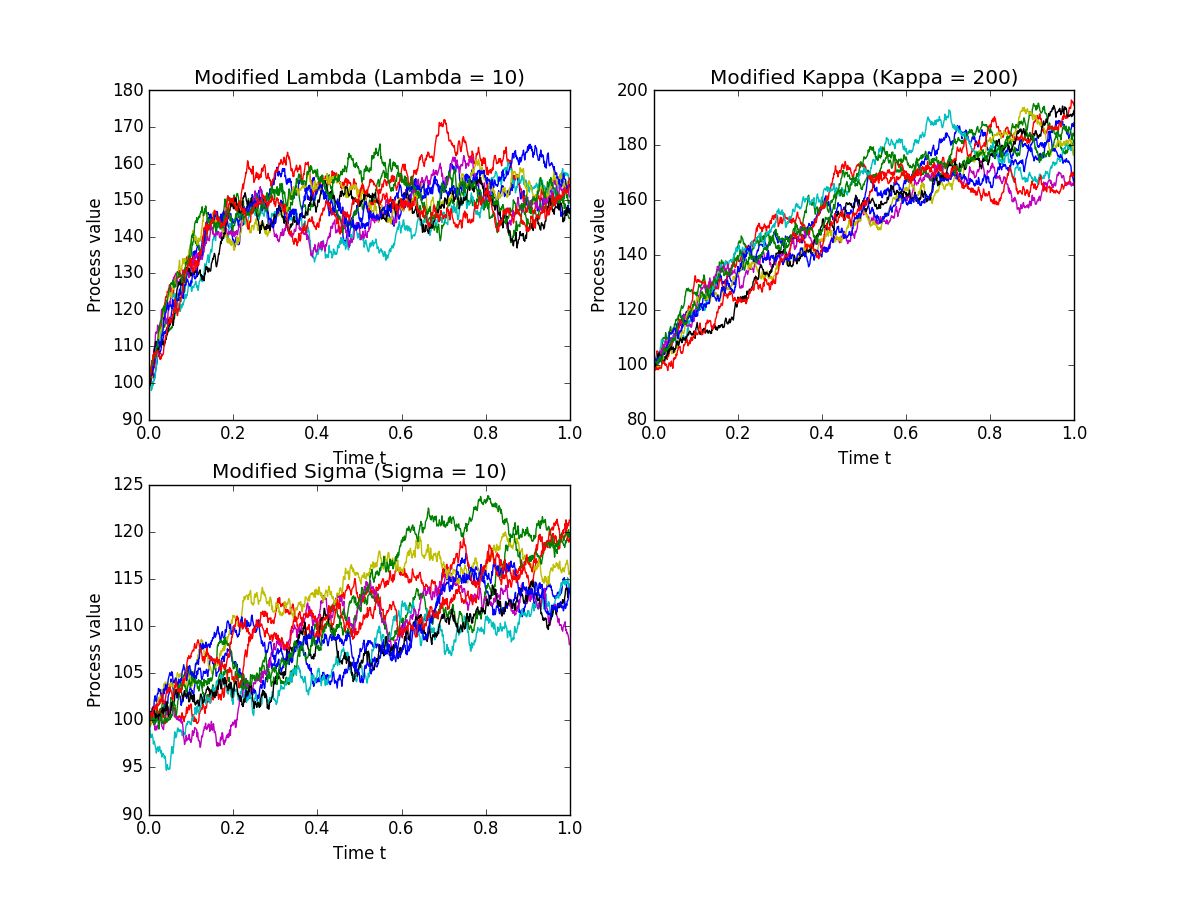 Modified Lambda (Lambda = 10)
180
170
160
150
140
130
120
110
100
90
Process value
0.0 0.2 0.4 0.6 0.8 1.0
Time t
Modified Kappa (Kappa = 200)
200
180
160
140
120
100
80
Process value
0.0 0.2 0.4 0.6 0.8 1.0
Time t
Modified Sigma (Sigma = 10)
125
120
115
110
105
100
95
90
Process value
0.0 0.2 0.4 0.6 0.8 1.0
Time t